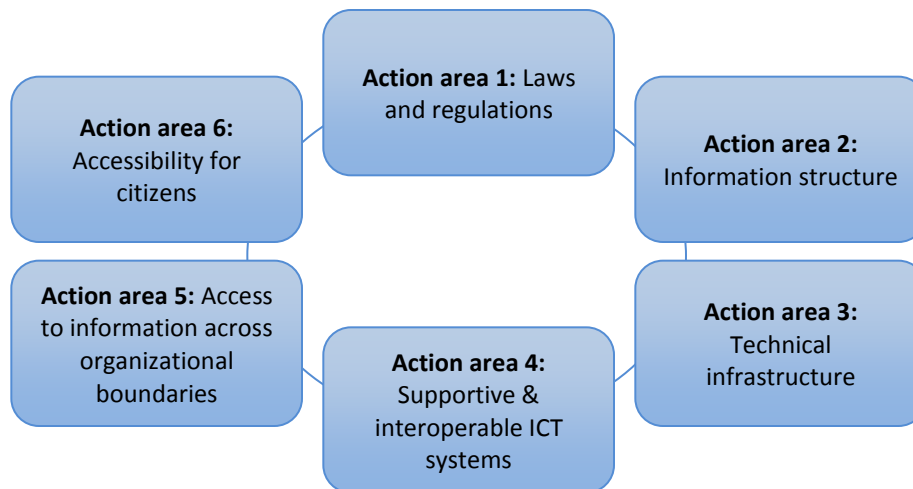 Action area 1: Laws
and regulations
Action area 2:
Information structure
Action area 3:
Technical
infrastructure
Action area 4:
Supportive &
interoperable ICT
systems
Action area 5: Access
to information across
organizational
boundaries
Action area 6:
Accessibility for
citizens